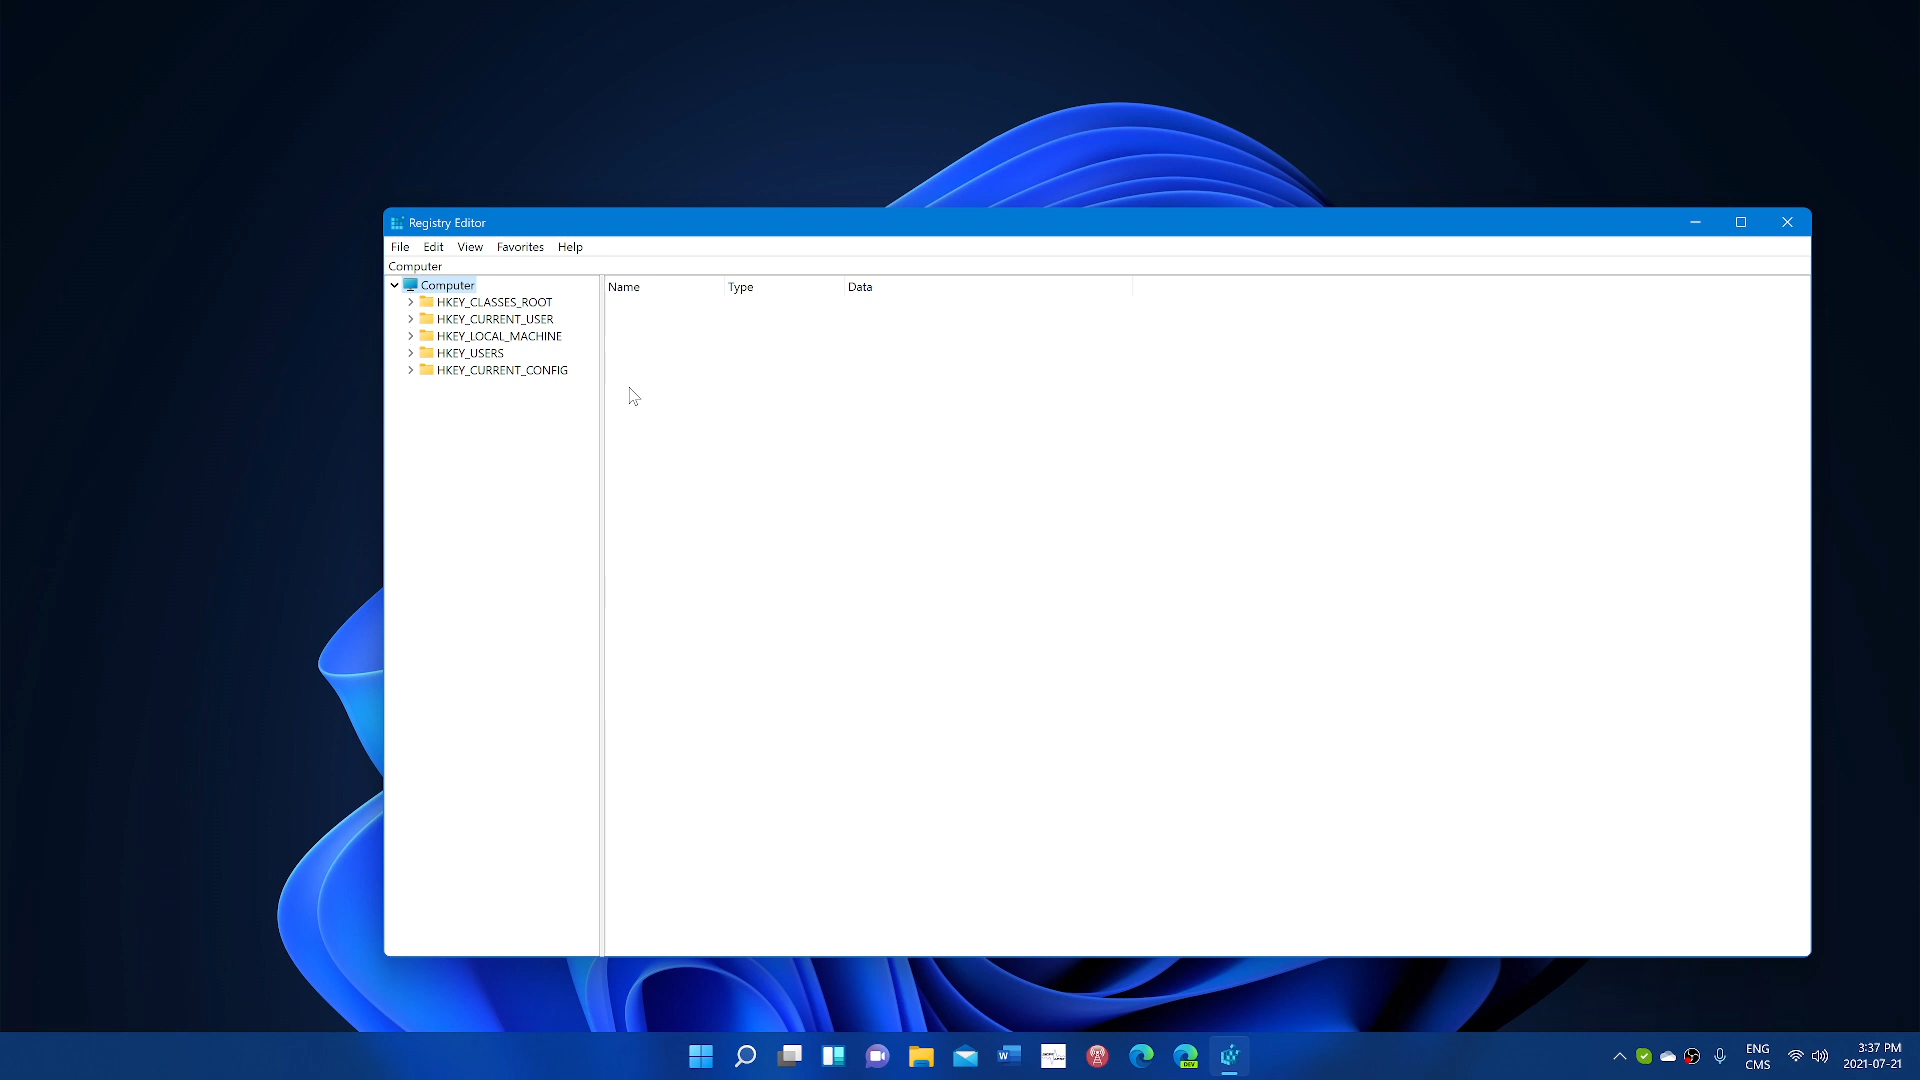 Registry Editor
File Edit View Favorites Help
Computer
Computer
HKEY_CLASSES_ROOT
HKEY_CURRENT_USER
HKEY_LOCAL_MACHINE
HKEY_USERS
HKEY_CURRENT_CONFIG
Name Type Data
W
DEV
ENG
CMS
3:37 PM
2021-07-21